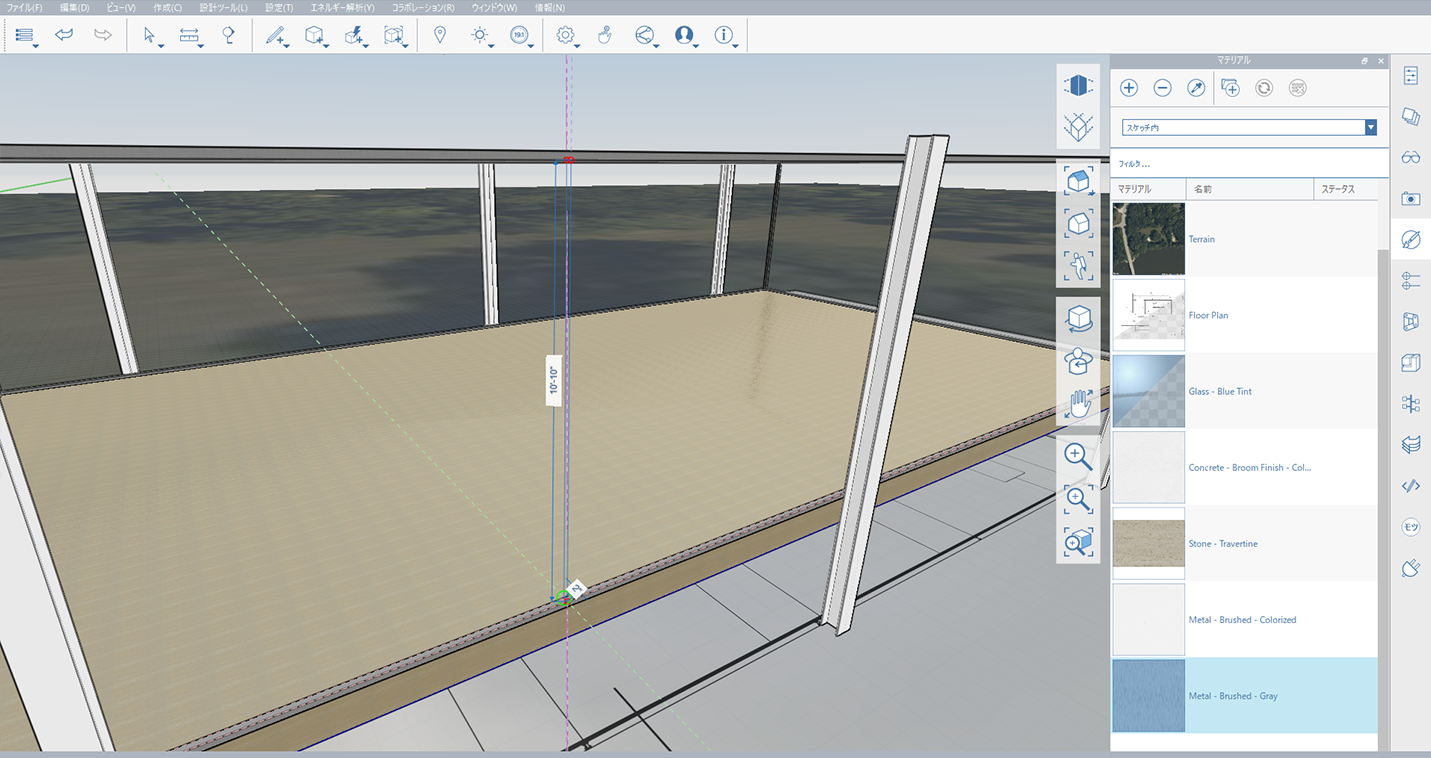 ファイル(F) 編集(D) ビュー(V) 作成(C) 設計ツール(L) 設定(T) エネルギー解析(Y) コラボレーション(R) ウィンドウ(W) 情報(N)
19.1
マテリアル
スケッチ内
フィルタ...
マテリアル 名前 ステータス
Terrain
Floor Plan
Glass - Blue Tint
Concrete - Broom Finish - Col...
Stone - Travertine
Metal - Brushed - Colorized
Metal - Brushed - Gray
10'-10"
2"
モツ